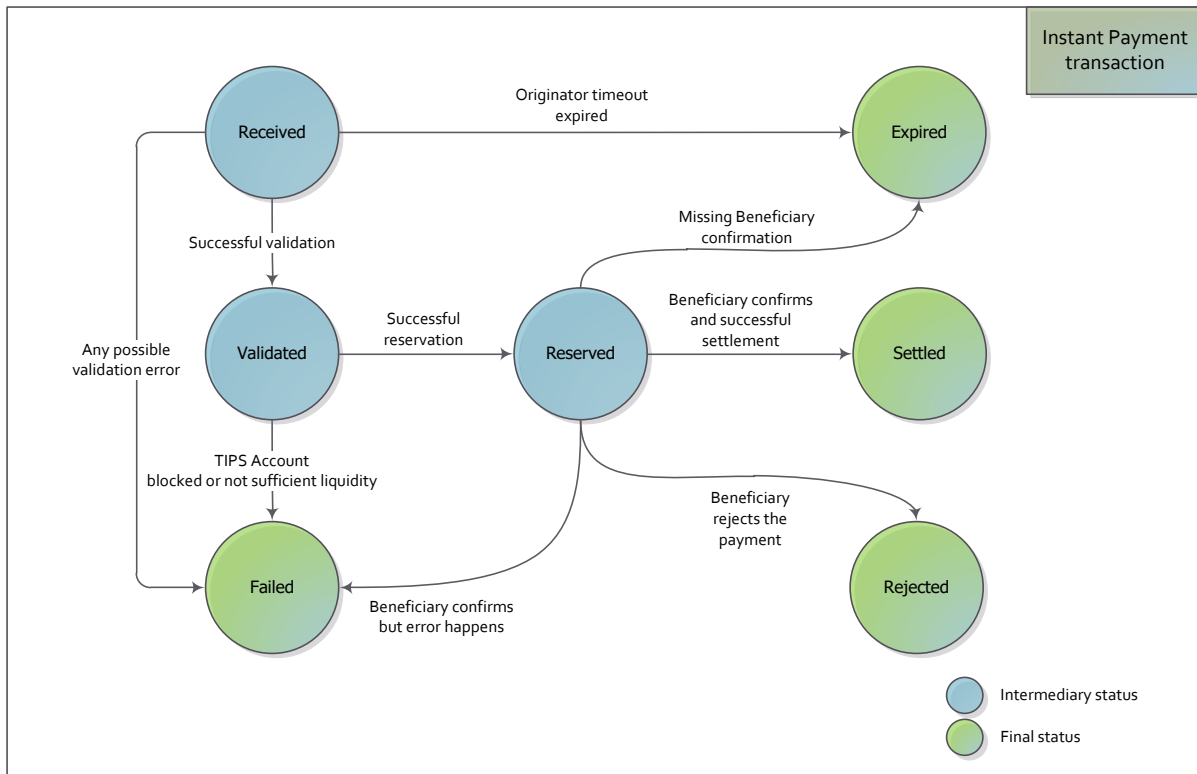 Instant Payment
transaction
Originator timeout
expired
Received
Expired
Missing Beneficiary
confirmation
Successful validation
Beneficiary confirms
and successful
settlement
Successful
reservation
Any possible
validation error
Validated
Reserved
Settled
TIPS Account
blocked or not sufficient liquidity
Beneficiary
rejects the
payment
Failed
Rejected
Beneficiary confirms
but error happens
Intermediary status
Final status